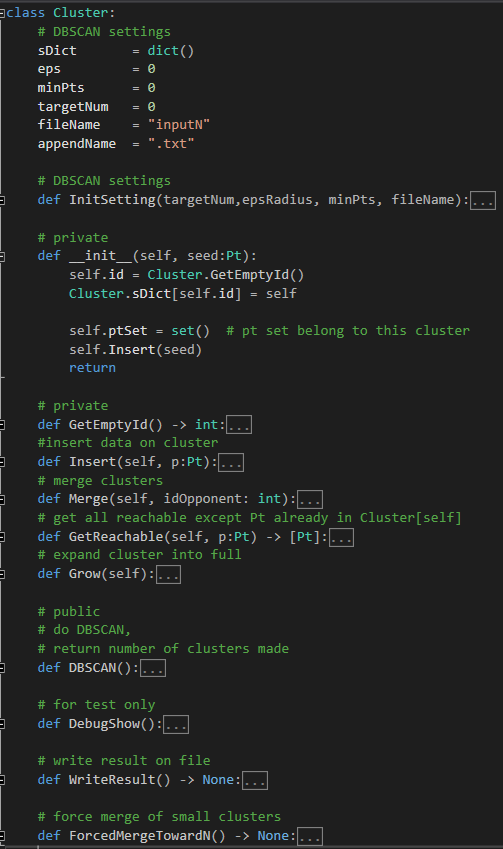 class Cluster:
    # DBSCAN settings
    sDict       = dict()
    eps         = 0
    minPts      = 0
    targetNum   = 0
    fileName    = "inputN"
    appendName  = ".txt"
    # DBSCAN settings
    def InitSetting(targetNum,epsRadius, minPts, fileName):...
    # private
    def __init__(self, seed:Pt):
        self.id = Cluster.GetEmptyId()
        Cluster.sDict[self.id] = self
        self.ptSet = set()  # pt set belong to this cluster
        self.Insert(seed)
        return
    # private
    def GetEmptyId() -> int:...
    #insert data on cluster
    def Insert(self, p:Pt):...
    # merge clusters
    def Merge(self, idOpponent: int):...
    # get all reachable except Pt already in Cluster[self]
    def GetReachable(self, p:Pt) -> [Pt]:...
    # expand cluster into full
    def Grow(self):...
    # public
    # do DBSCAN,
    # return number of clusters made
    def DBSCAN():...
    # for test only
    def DebugShow():...
    # write result on file
    def WriteResult() -> None:...
    # force merge of small clusters
    def ForcedMergeTowardN() -> None:...